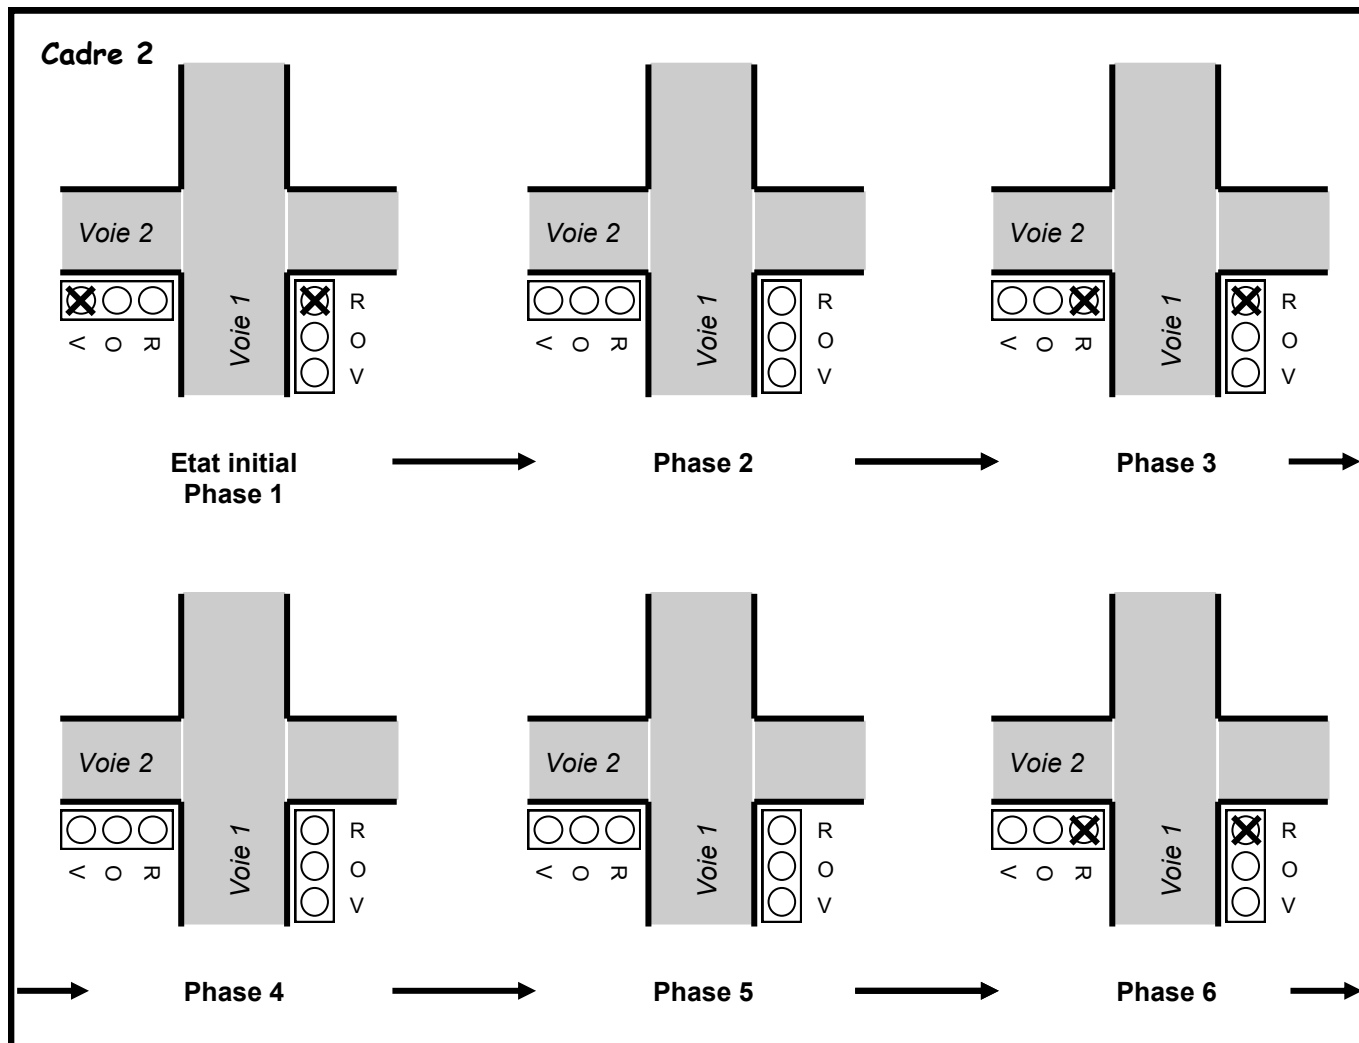 Cadre 2
Voie 2
Voie 1
V O R
R
O
V
Voie 2
Voie 1
V O R
R
O
V
Voie 2
Voie 1
V O R
R
O
V
Etat initial
Phase 1
Phase 2
Phase 3
Voie 2
Voie 1
V O R
R
O
V
Voie 2
Voie 1
V O R
R
O
V
Voie 2
Voie 1
V O R
R
O
V
Phase 4
Phase 5
Phase 6